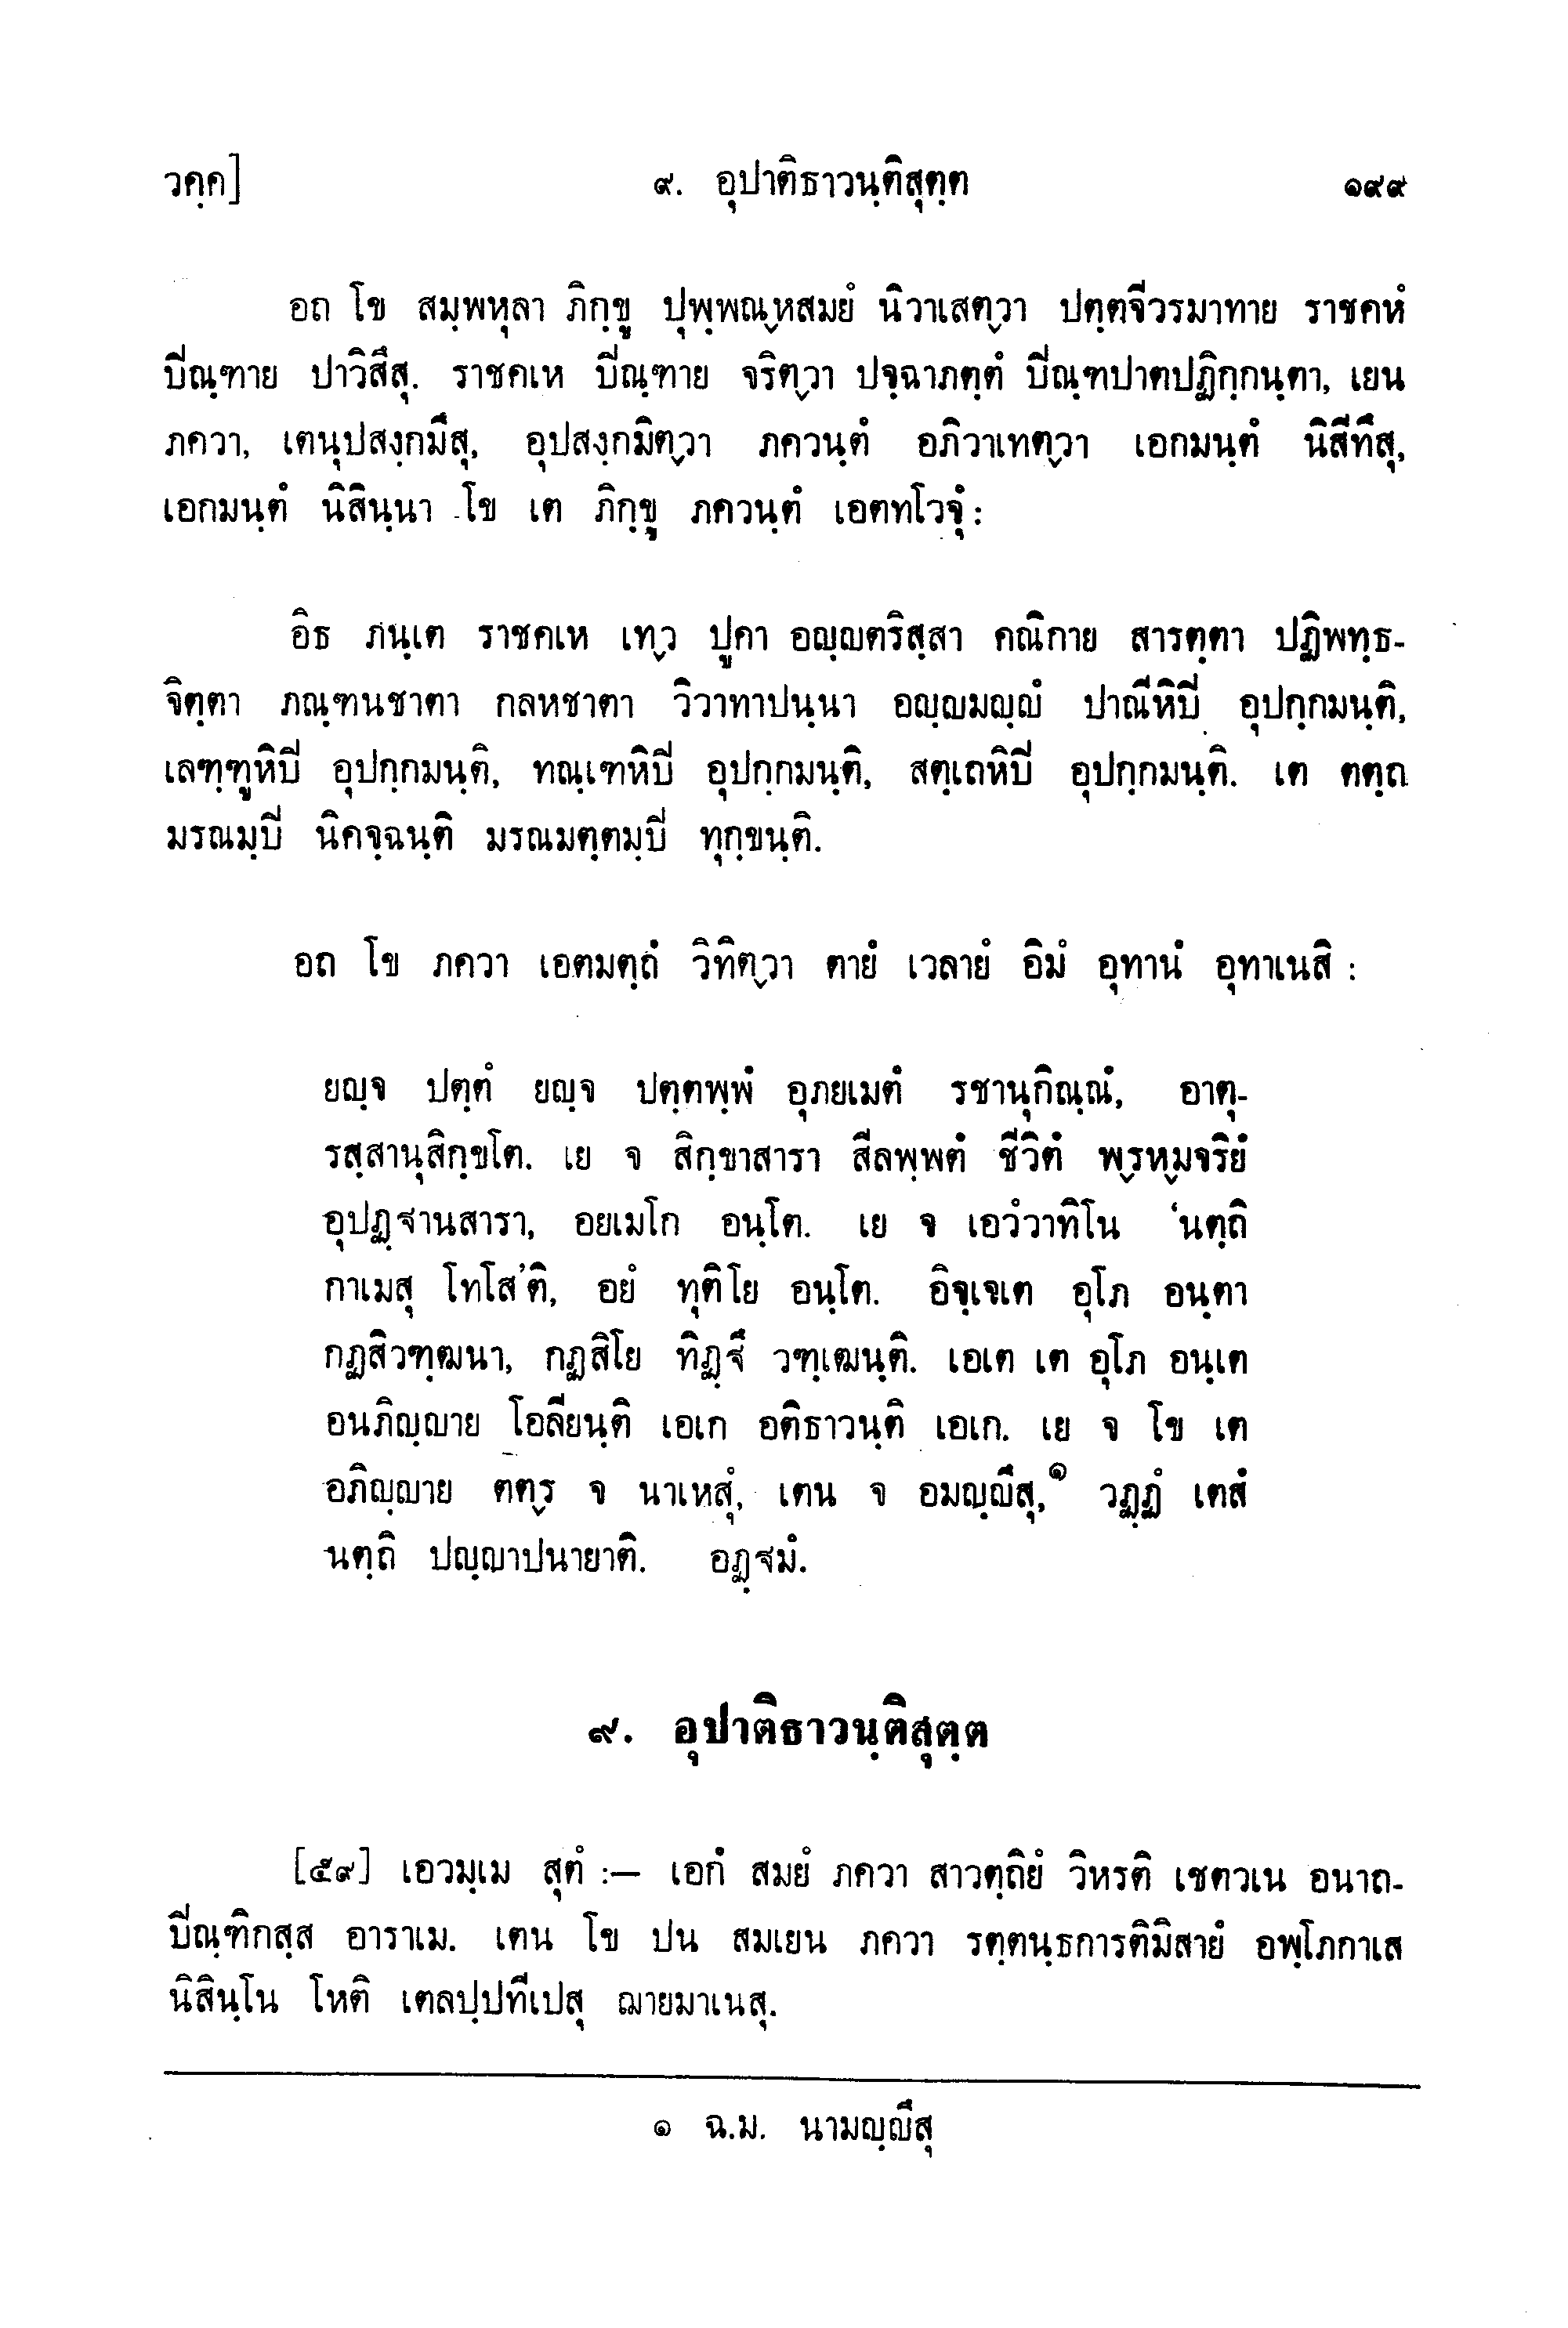 วคฺค]	๙. อุปาติธาวนฺติสุตฺต	๑๙๙
อถ โข สมฺพหุลา ภิกฺขู ปุพฺพณ๎หสมยํ นิวาเสต๎วา ปตฺตจีวรมาทาย ราชคหํ
ปิณฺฑาย ปาวิสึสุ. ราชคเห ปิณฺฑาย จริต๎วา ปจฺฉาภตฺตํ ปิณฺฑปาตปฏิกฺกนฺตา, เยน
ภควา, เตนุปสงฺกมึสุ, อุปสงฺกมิต๎วา ภควนฺตํ อภิวาเทต๎วา เอกมนฺตํ นิสีทึสุ,
เอกมนฺตํ นิสินฺนา โข เต ภิกฺขู ภควนฺตํ เอตทโวจุํ :
อิธ ภนฺเต ราชคเห เท๎ว ปูคา อญฺญตริสฺสา คณิกาย สารตฺตา ปฏิพทฺธ-
จิตฺตา ภณฺฑนชาตา กลหชาตา วิวาทาปนฺนา อญฺญมญฺญํ ปาณีหิปิ อุปกฺกมนฺติ,
เลฑฺฑูหิปิ อุปกฺกมนฺติ, ทณฺเฑหิปิ อุปกฺกมนฺติ, สตฺเถหิปิ อุปกฺกมนฺติ. เต ตตฺถ
มรณมฺปิ นิคจฺฉนฺติ มรณมตฺตมฺปิ ทุกฺขนฺติ.
อถ โข ภควา เอตมตฺถํ วิทิต๎วา ตายํ เวลายํ อิมํ อุทานํ อุทาเนสิ :
ยญฺจ ปตฺตํ ยญฺจ ปตฺตพฺพํ อุภยเมตํ รชานุกิณฺณํ, อาตุ-
รสฺสานุสิกฺขโต. เย จ สิกฺขาสารา สีลพฺพตํ ชีวิตํ พ๎รห๎มจริยํ
อุปฏฺฐานสารา, อยเมโก อนฺโต. เย จ เอวํวาทิโน ‘นตฺถิ
กาเมสุ โทโส’ติ, อยํ ทุติโย อนฺโต. อิจฺเจเต อุโภ อนฺตา
กฏสิวฑฺฒนา, กฏสิโย ทิฏฺฐึ วฑฺเฒนฺติ. เอเต เต อุโภ อนฺเต
อนภิญฺญาย โอลียนฺติ เอเก อติธาวนฺติ เอเก. เย จ โข เต
อภิญฺญาย ตต๎ร จ นาเหสุํ, เตน จ อมญฺญึสุ,๑ วฏฺฏํ เตสํ
นตฺถิ ปญฺญาปนายาติ. อฏฺฐมํ.
๙. อุปาติธาวนฺติสุตฺต
[๕๙] เอวมฺเม สุตํ :— เอกํ สมยํ ภควา สาวตฺถิยํ วิหรติ เชตวเน อนาถ-
ปิณฺฑิกสฺส อาราเม. เตน โข ปน สมเยน ภควา รตฺตนฺธการติมิสายํ อพฺโภกาเส
นิสินฺโน โหติ เตลปฺปทีเปสุ ฌายมาเนสุ.
๑ ฉ.ม. นามญฺญึสุ